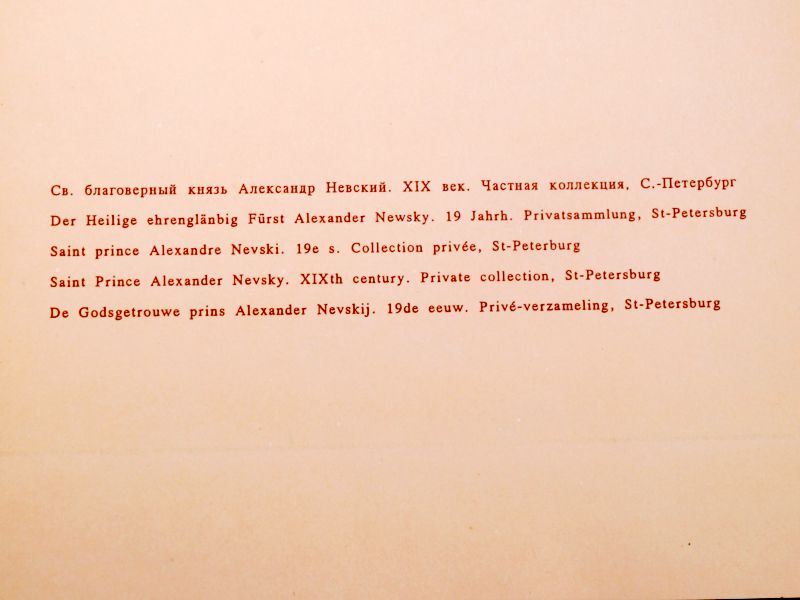 Св. благоверный князь Александр Невский. XIX век. Частная коллекция, С.-Петербург
Der Heilige ehrenglänbig Fürst Alexander Newsky. 19 Jahrh. Privatsammlung, St-Petersburg
Saint prince Alexandre Nevski. 19e s. Collection privée, St-Peterburg
Saint Prince Alexander Nevsky. XIXth century. Private collection, St-Petersburg
De Godsgetrouwe prins Alexander Nevskij. 19de eeuw. Privé-verzameling, St-Petersburg